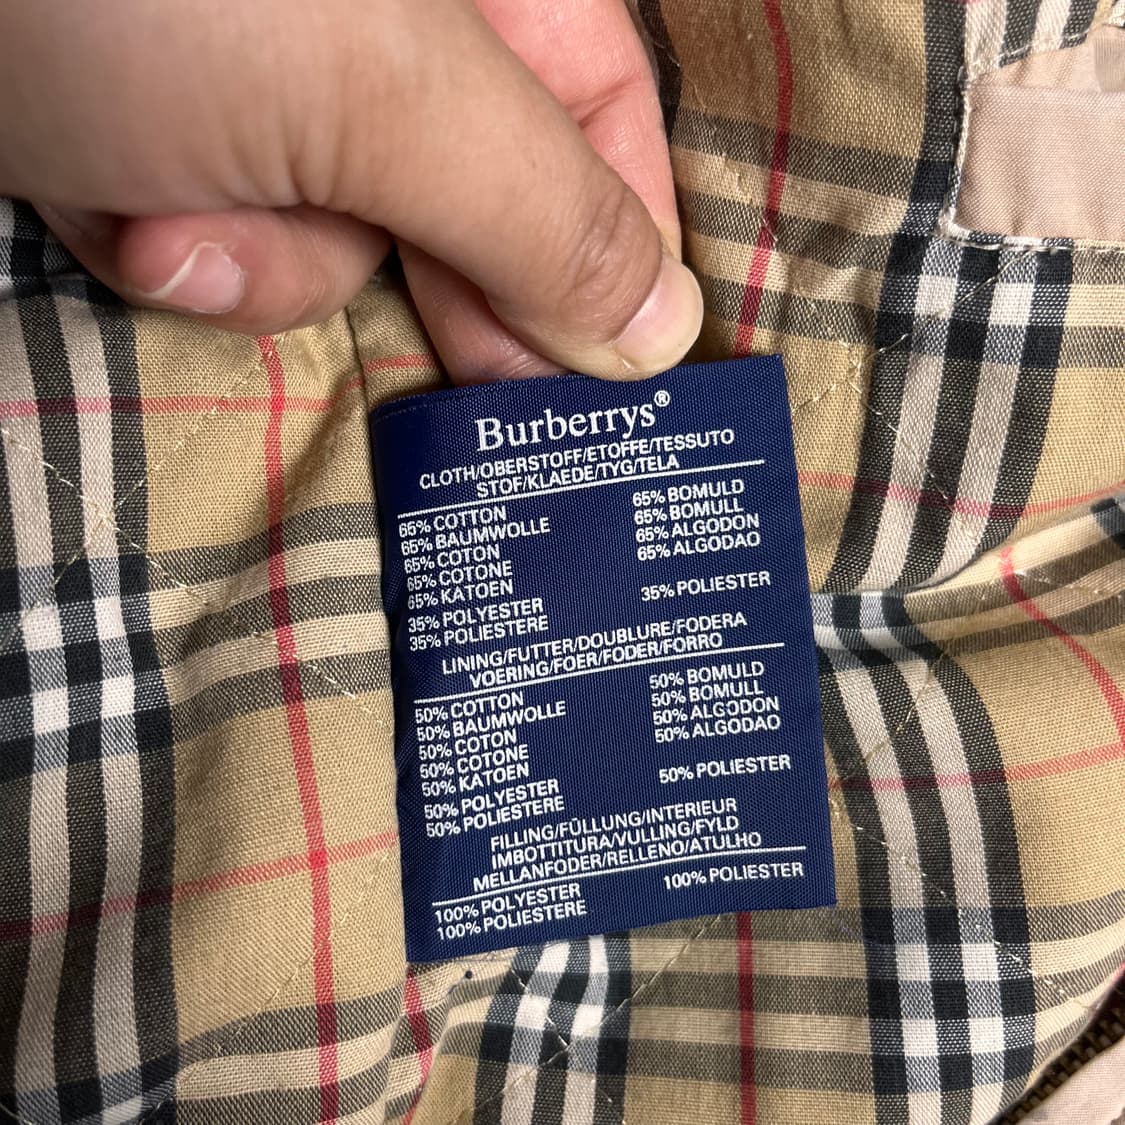 Burberrys®
CLOTH/OBERSTOFF/ETOFFE/TESSUTO
STOF/KLAEDE/TYG/TELA
65% COTTON
65% BAUMWOLLE
65% COTON
65% COTONE
65% KATOEN
65% BOMULD
65% BOMULL
65% ALGODON
65% ALGODAO
35% POLYESTER
35% POLIESTERE
35% POLIESTER
LINING/FUTTER/DOUBLURE/FODERA
VOERING/FOER/FODER/FORRO
50% COTTON
50% BAUMWOLLE
50% COTON
50% COTONE
50% KATOEN
50% BOMULD
50% BOMULL
50% ALGODON
50% ALGODAO
50% POLYESTER
50% POLIESTERE
50% POLIESTER
FILLING/FÜLLUNG/INTERIEUR
IMBOTTITURA/VULLING/FYLD
MELLANFODER/RELLENO/ATULHO
100% POLYESTER
100% POLIESTERE
100% POLIESTER